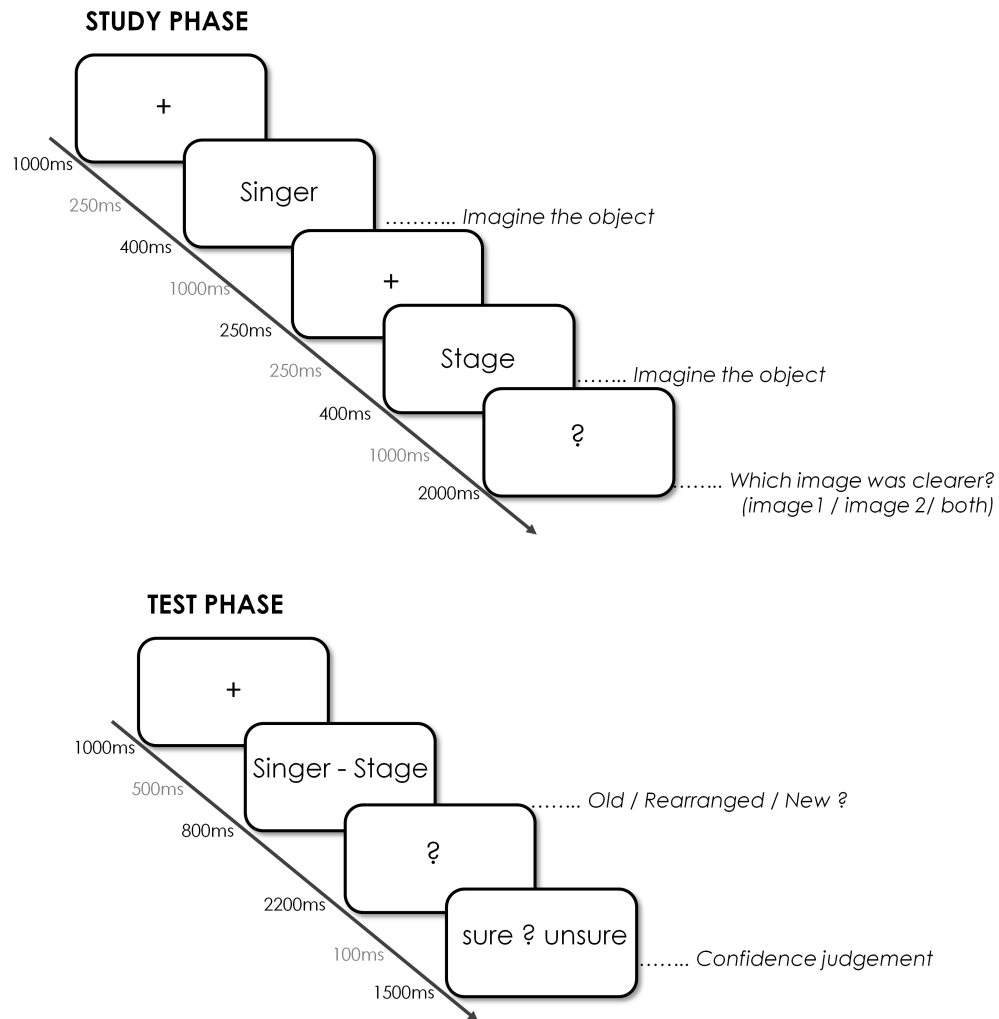 STUDY PHASE
+
1000ms
250ms
Singer
400ms
........... Imagine the object
1000ms
+
250ms
250ms
Stage
400ms
........ Imagine the object
1000ms
?
2000ms
........ Which image was clearer?
(image1 / image 2/ both)
TEST PHASE
+
1000ms
500ms
Singer - Stage
800ms
........ Old / Rearranged / New ?
?
2200ms
100ms
sure ? unsure
1500ms
........ Confidence judgement